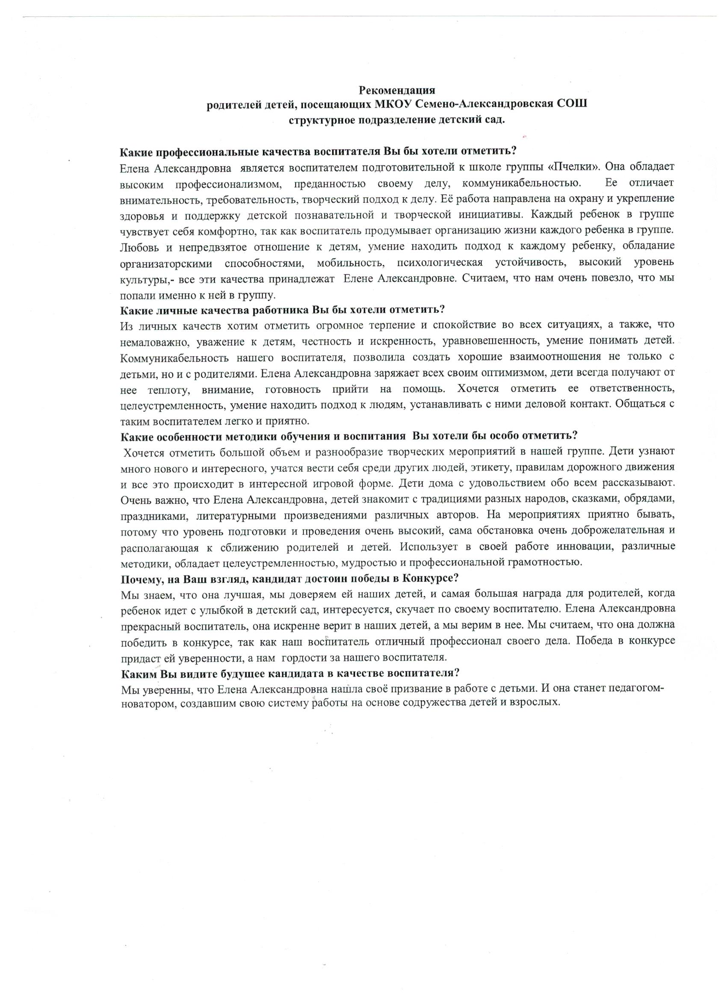 Рекомендация
родителей детей, посещающих МКОУ Семено-Александровская СОШ
структурное подразделение детский сад.
Какие профессиональные качества воспитателя Вы бы хотели отметить?
Елена Александровна  является воспитателем подготовительной к школе группы «Пчелки». Она обладает
высоким профессионализмом, преданностью своему делу, коммуникабельностью.  Ее отличает
внимательность, требовательность, творческий подход к делу. Её работа направлена на охрану и укрепление
здоровья и поддержку детской познавательной и творческой инициативы. Каждый ребенок в группе
чувствует себя комфортно, так как воспитатель продумывает организацию жизни каждого ребенка в группе.
Любовь и непредвзятое отношение к детям, умение находить подход к каждому ребенку, обладание
организаторскими способностями, мобильность, психологическая устойчивость, высокий уровень
культуры,- все эти качества принадлежат  Елене Александровне. Считаем, что нам очень повезло, что мы
попали именно к ней в группу.
Какие личные качества работника Вы бы хотели отметить?
Из личных качеств хотим отметить огромное терпение и спокойствие во всех ситуациях, а также, что
немаловажно, уважение к детям, честность и искренность, уравновешенность, умение понимать детей.
Коммуникабельность нашего воспитателя, позволила создать хорошие взаимоотношения не только с
детьми, но и с родителями. Елена Александровна заряжает всех своим оптимизмом, дети всегда получают от
нее теплоту, внимание, готовность прийти на помощь. Хочется отметить ее ответственность,
целеустремленность, умение находить подход к людям, устанавливать с ними деловой контакт. Общаться с
таким воспитателем легко и приятно.
Какие особенности методики обучения и воспитания  Вы хотели бы особо отметить?
Хочется отметить большой объем и разнообразие творческих мероприятий в нашей группе. Дети узнают
много нового и интересного, учатся вести себя среди других людей, этикету, правилам дорожного движения
и все это происходит в интересной игровой форме. Дети дома с удовольствием обо всем рассказывают.
Очень важно, что Елена Александровна, детей знакомит с традициями разных народов, сказками, обрядами,
праздниками, литературными произведениями различных авторов. На мероприятиях приятно бывать,
потому что уровень подготовки и проведения очень высокий, сама обстановка очень доброжелательная и
располагающая к сближению родителей и детей. Использует в своей работе инновации, различные
методики, обладает целеустремленностью, мудростью и профессиональной грамотностью.
Почему, на Ваш взгляд, кандидат достоин победы в Конкурсе?
Мы знаем, что она лучшая, мы доверяем ей наших детей, и самая большая награда для родителей, когда
ребенок идет с улыбкой в детский сад, интересуется, скучает по своему воспитателю. Елена Александровна
прекрасный воспитатель, она искренне верит в наших детей, а мы верим в нее. Мы считаем, что она должна
победить в конкурсе, так как наш воспитатель отличный профессионал своего дела. Победа в конкурсе
придаст ей уверенности, а нам  гордости за нашего воспитателя.
Каким Вы видите будущее кандидата в качестве воспитателя?
Мы уверенны, что Елена Александровна нашла своё призвание в работе с детьми. И она станет педагогом-
новатором, создавшим свою систему работы на основе содружества детей и взрослых.